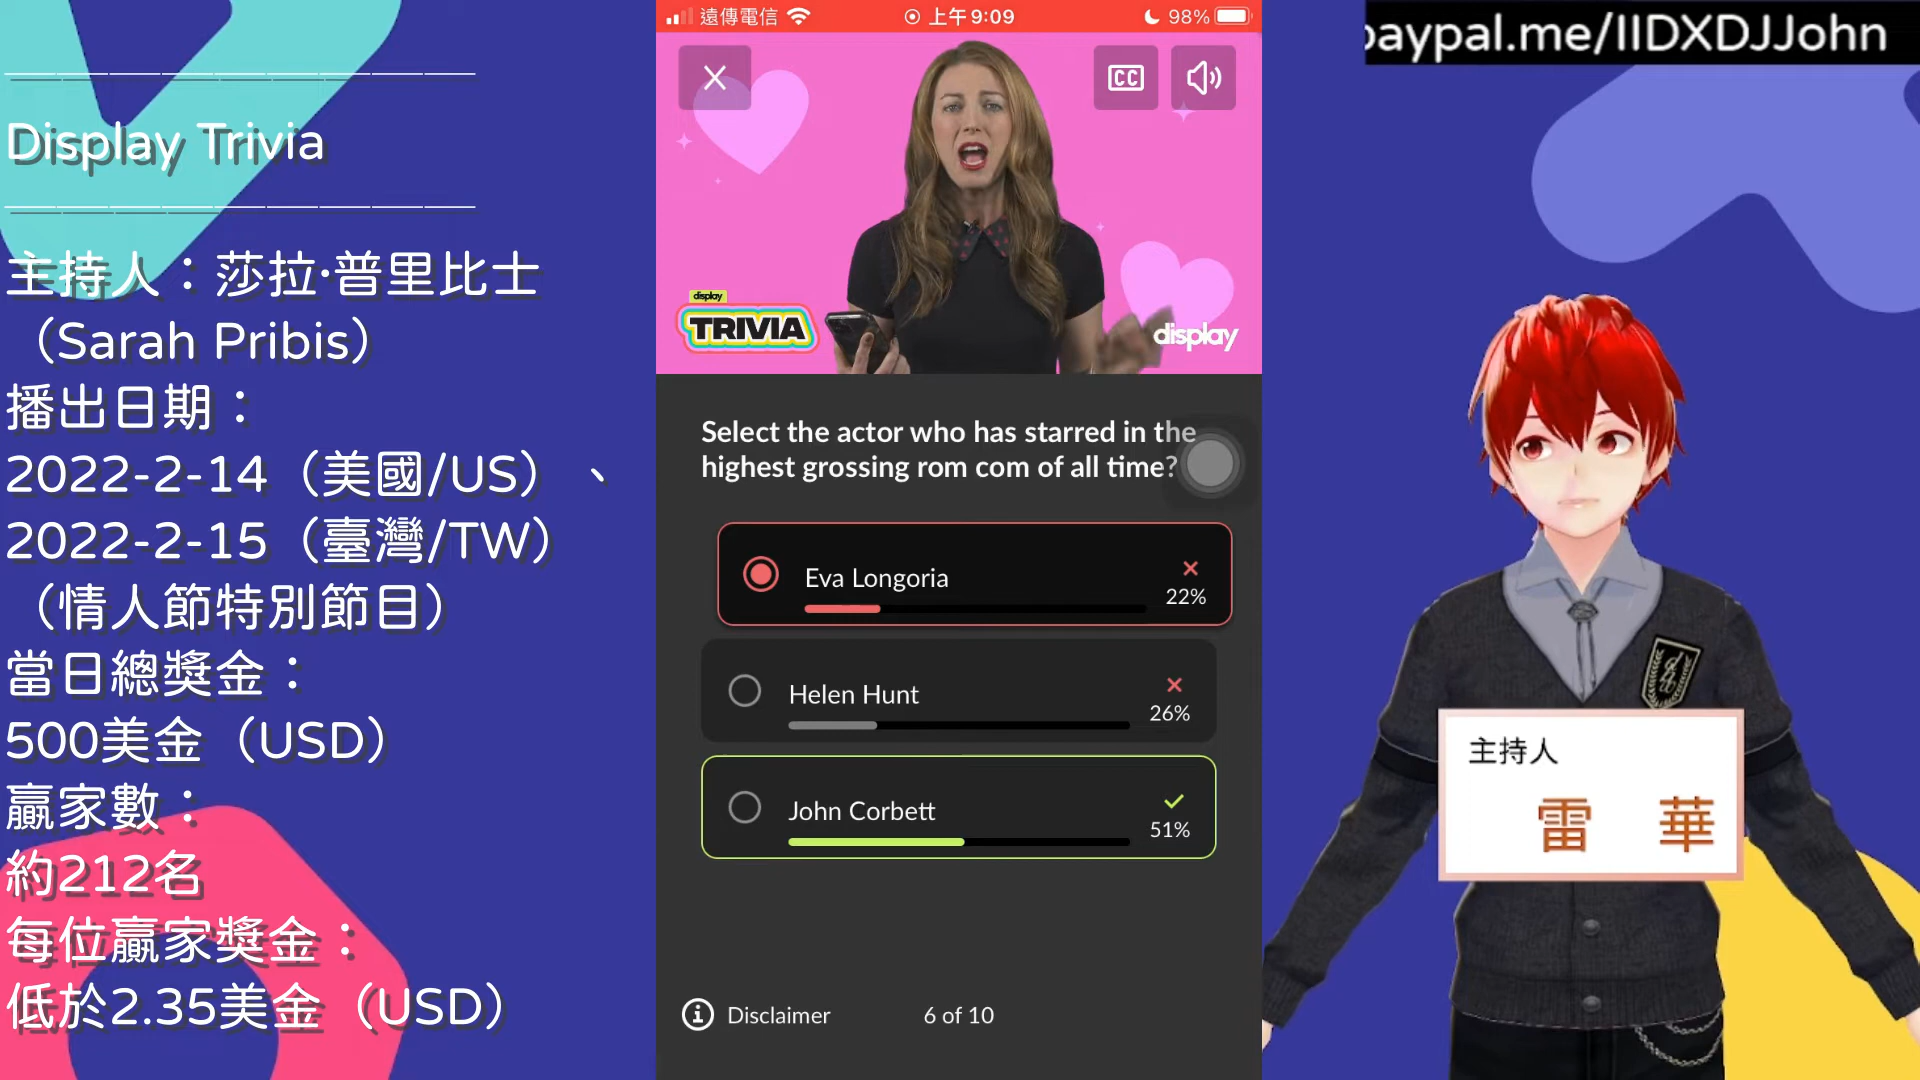 Display Trivia
主持人：莎拉·普里比士
（Sarah Pribis）
播出日期：
2022-2-14（美國/US）、
2022-2-15（臺灣/TW）
（情人節特別節目）
當日總獎金：
500美金（USD）
贏家數：
約212名
每位贏家獎金：
低於2.35美金（USD）
遠傳電信
上午9:09
98%
CC
display
TRIVIA
display
Select the actor who has starred in the
highest grossing rom com of all time?
Eva Longoria
22%
Helen Hunt
26%
John Corbett
51%
Disclaimer
6 of 10
paypal.me/IIDXDJJohn
主持人
雷 華